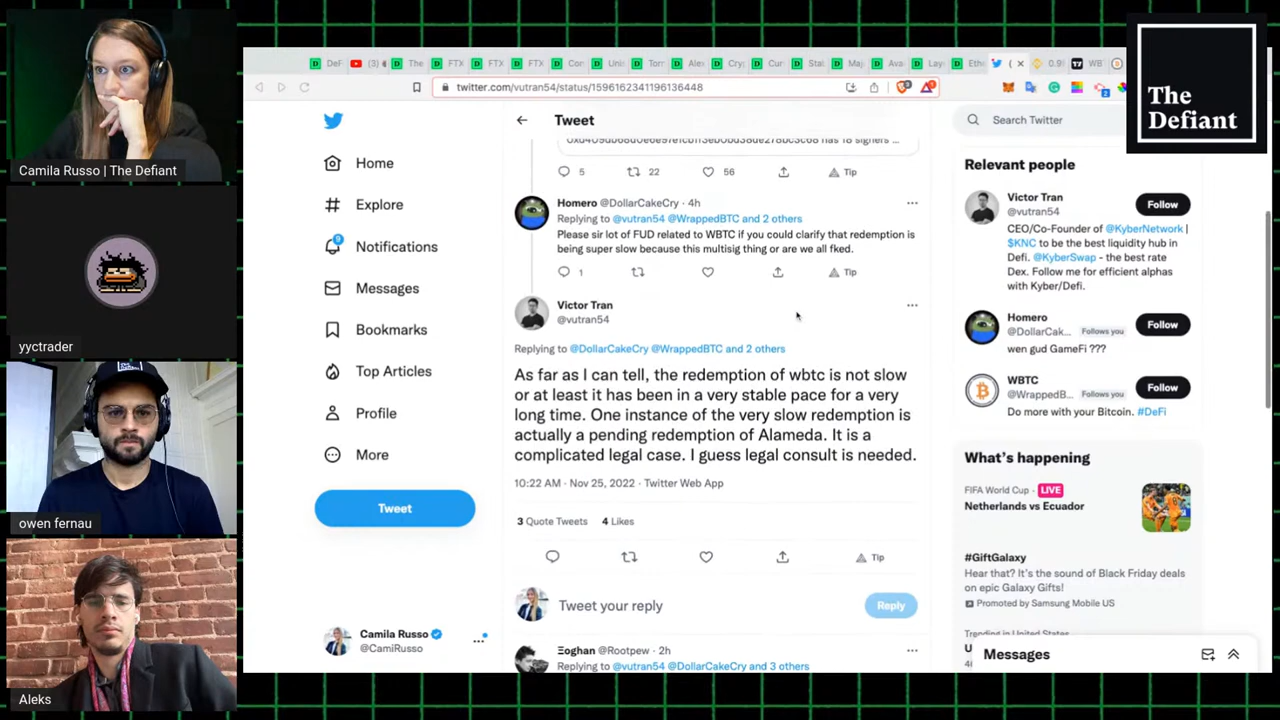 Camila Russo | The Defiant
yyctrader
owen fernau
Aleks
The
Defiant
twitter.com/vutran54/status/1596162341196136448
Home
Explore
Notifications
Messages
Bookmarks
Top Articles
Profile
More
Tweet
Camila Russo
@CamiRusso
Tweet
5 22 56 Tip
Homero @DollarCakeCry · 4h
Replying to @vutran54 @WrappedBTC and 2 others
Please sir lot of FUD related to WBTC if you could clarify that redemption is
being super slow because this multisig thing or are we all fked.
1 Tip
Victor Tran
@vutran54
Replying to @DollarCakeCry @WrappedBTC and 2 others
As far as I can tell, the redemption of wbtc is not slow
or at least it has been in a very stable pace for a very
long time. One instance of the very slow redemption is
actually a pending redemption of Alameda. It is a
complicated legal case. I guess legal consult is needed.
10:22 AM · Nov 25, 2022 · Twitter Web App
3 Quote Tweets 4 Likes
Tip
Tweet your reply
Reply
Ξoghan @Rootpew · 2h
Replying to @vutran54 @DollarCakeCry and 3 others
Search Twitter
Relevant people
Victor Tran
@vutran54
Follow
CEO/Co-Founder of @KyberNetwork |
$KNC to be the best liquidity hub in
Defi. @KyberSwap - the best rate
Dex. Follow me for efficient alphas
with Kyber/Defi.
Homero
@DollarCak... Follows you
Follow
wen gud GameFi ???
WBTC
@WrappedB... Follows you
Follow
Do more with your Bitcoin. #DeFi
What's happening
FIFA World Cup · LIVE
Netherlands vs Ecuador
#GiftGalaxy
Hear that? It's the sound of Black Friday deals
on epic Galaxy Gifts!
Promoted by Samsung Mobile US
Trending in United States
Messages